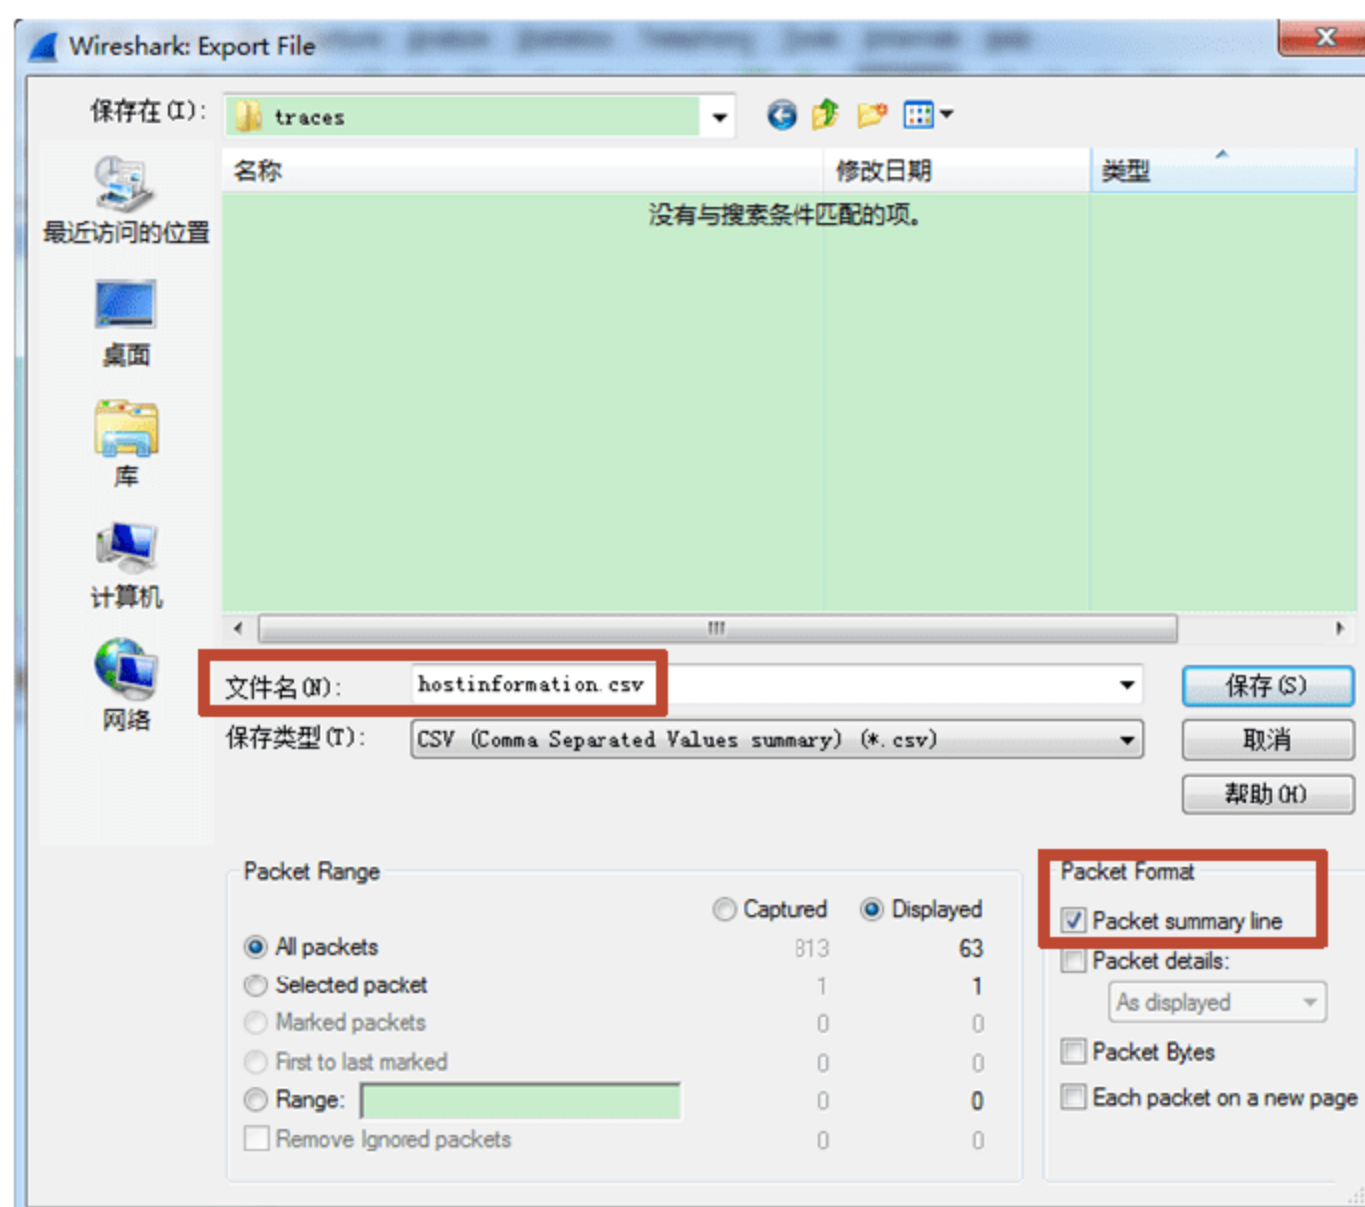 Wireshark: Export File
保存在(I):
traces
名称 修改日期 类型
没有与搜索条件匹配的项。
最近访问的位置
桌面
库
计算机
网络
文件名(N): hostinformation.csv 保存(S)
保存类型(T): CSV (Comma Separated Values summary) (*.csv) 取消
帮助(H)
Packet Range
Captured Displayed
All packets 813 63
Selected packet 1 1
Marked packets 0 0
First to last marked 0 0
Range: 0 0
Remove Ignored packets 0 0
Packet Format
Packet summary line
Packet details:
As displayed
Packet Bytes
Each packet on a new page